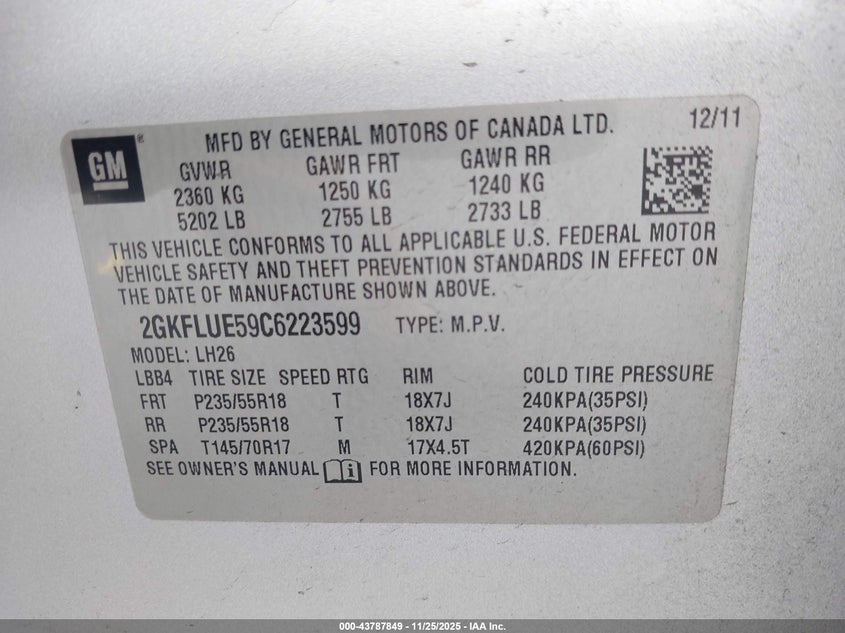 GM ® MFD BY GENERAL MOTORS OF CANADA LTD. 12/11
GVWR GAWR FRT GAWR RR
2360 KG 1250 KG 1240 KG
5202 LB 2755 LB 2733 LB
THIS VEHICLE CONFORMS TO ALL APPLICABLE U.S. FEDERAL MOTOR
VEHICLE SAFETY AND THEFT PREVENTION STANDARDS IN EFFECT ON
THE DATE OF MANUFACTURE SHOWN ABOVE.
2GKFLUE59C6223599 TYPE: M.P.V.
MODEL: LH26
LBB4 TIRE SIZE SPEED RTG RIM COLD TIRE PRESSURE
FRT P235/55R18 T 18X7J 240KPA(35PSI)
RR P235/55R18 T 18X7J 240KPA(35PSI)
SPA T145/70R17 M 17X4.5T 420KPA(60PSI)
SEE OWNER'S MANUAL i FOR MORE INFORMATION.
000-43787849 - 11/25/2025 - IAA Inc.